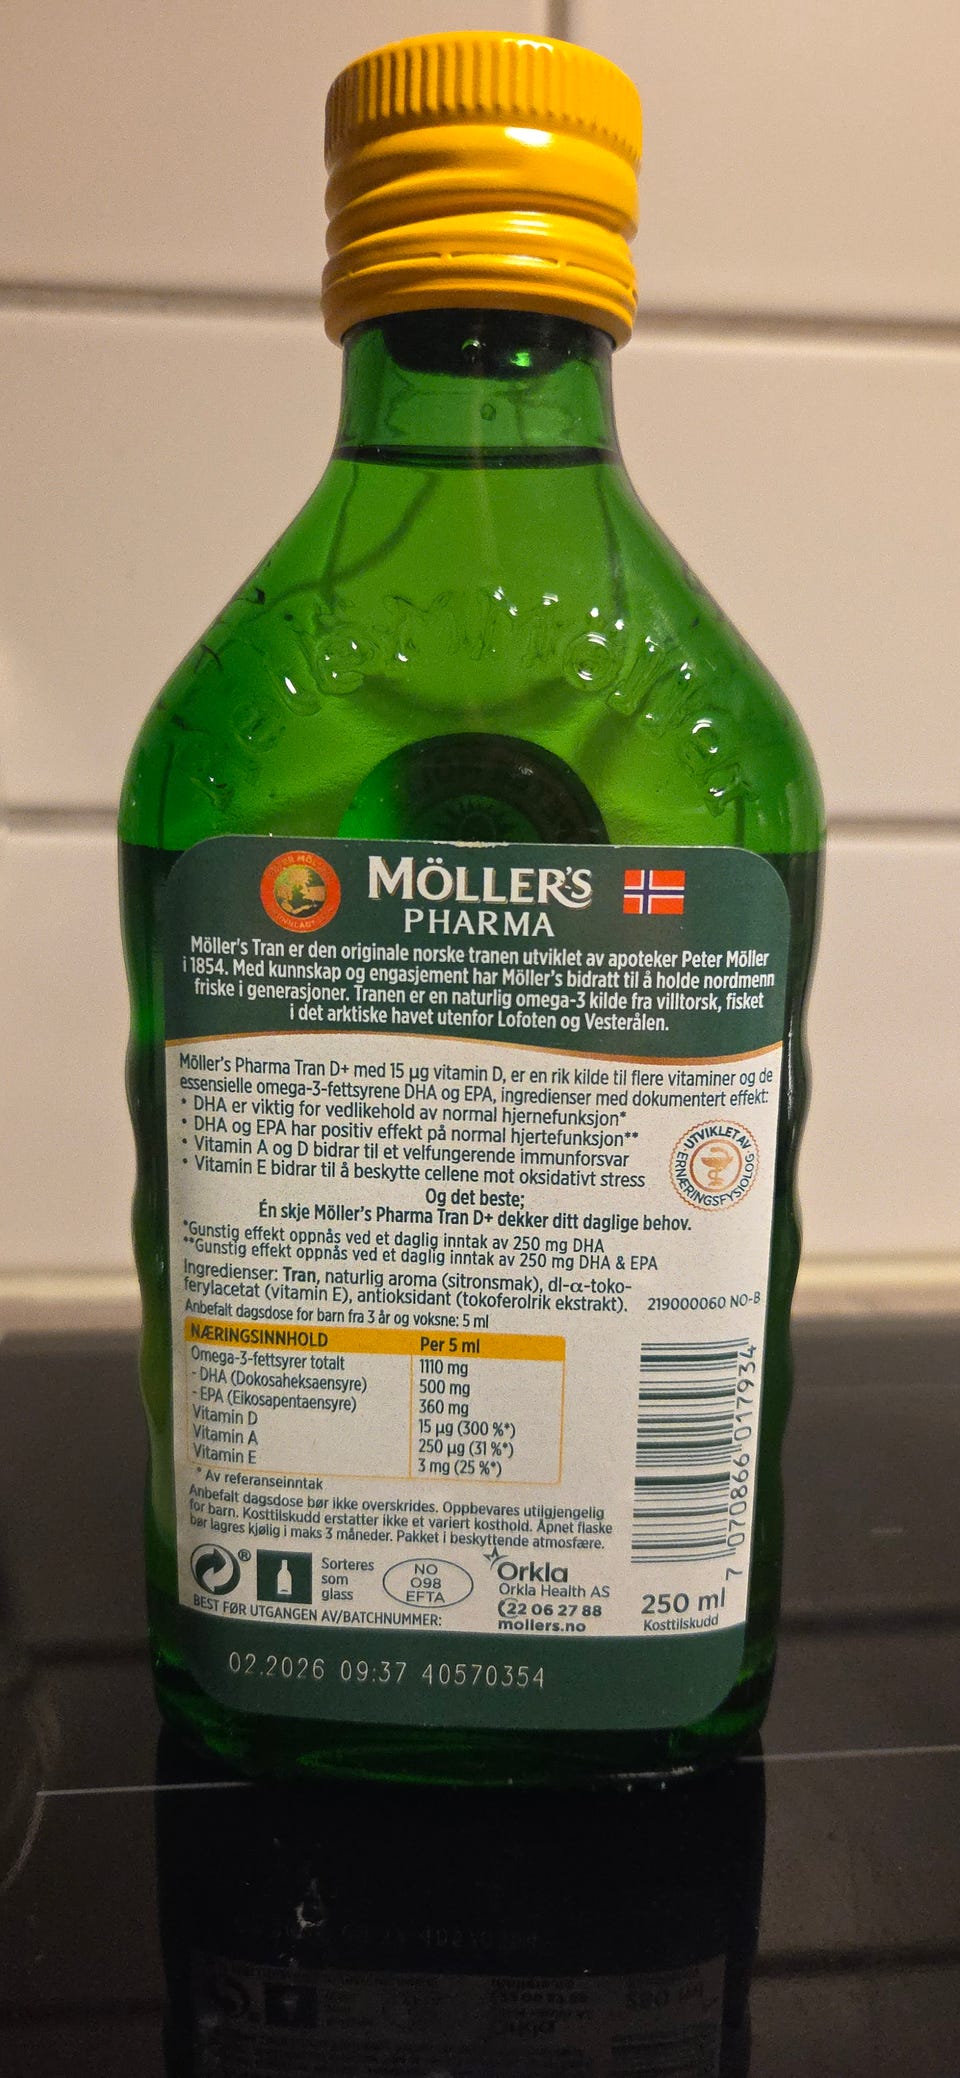 Peter Möller
MÖLLER'S
PHARMA
Möller's Tran er den originale norske tranen utviklet av apoteker Peter Möller
i 1854. Med kunnskap og engasjement har Möller's bidratt til å holde nordmenn
friske i generasjoner. Tranen er en naturlig omega-3 kilde fra villtorsk, fisket
i det arktiske havet utenfor Lofoten og Vesterålen.
Möller's Pharma Tran D+ med 15 µg vitamin D, er en rik kilde til flere vitaminer og de
essensielle omega-3-fettsyrene DHA og EPA, ingredienser med dokumentert effekt:
• DHA er viktig for vedlikehold av normal hjernefunksjon*
• DHA og EPA har positiv effekt på normal hjertefunksjon**
• Vitamin A og D bidrar til et velfungerende immunforsvar
• Vitamin E bidrar til å beskytte cellene mot oksidativt stress
UTVIKLET AV
ERNÆRINGSFYSIOLOG
Og det beste;
Én skje Möller's Pharma Tran D+ dekker ditt daglige behov.
*Gunstig effekt oppnås ved et daglig inntak av 250 mg DHA
**Gunstig effekt oppnås ved et daglig inntak av 250 mg DHA & EPA
Ingredienser: Tran, naturlig aroma (sitronsmak), dl-α-toko-
ferylacetat (vitamin E), antioksidant (tokoferolrik ekstrakt).
219000060 NO-B
Anbefalt dagsdose for barn fra 3 år og voksne: 5 ml
NÆRINGSINNHOLD Per 5 ml
Omega-3-fettsyrer totalt 1110 mg
- DHA (Dokosaheksaensyre) 500 mg
- EPA (Eikosapentaensyre) 360 mg
Vitamin D 15 µg (300 %*)
Vitamin A 250 µg (31 %*)
Vitamin E 3 mg (25 %*)
* Av referanseinntak
Anbefalt dagsdose bør ikke overskrides. Oppbevares utilgjengelig
for barn. Kosttilskudd erstatter ikke et variert kosthold. Åpnet flaske
bør lagres kjølig i maks 3 måneder. Pakket i beskyttende atmosfære.
7 070866 017934
®
Sorteres
som
glass
NO
098
EFTA
Orkla
Orkla Health AS
22 06 27 88
mollers.no
250 ml
Kosttilskudd
BEST FØR UTGANGEN AV/BATCHNUMMER:
02.2026 09:37 40570354